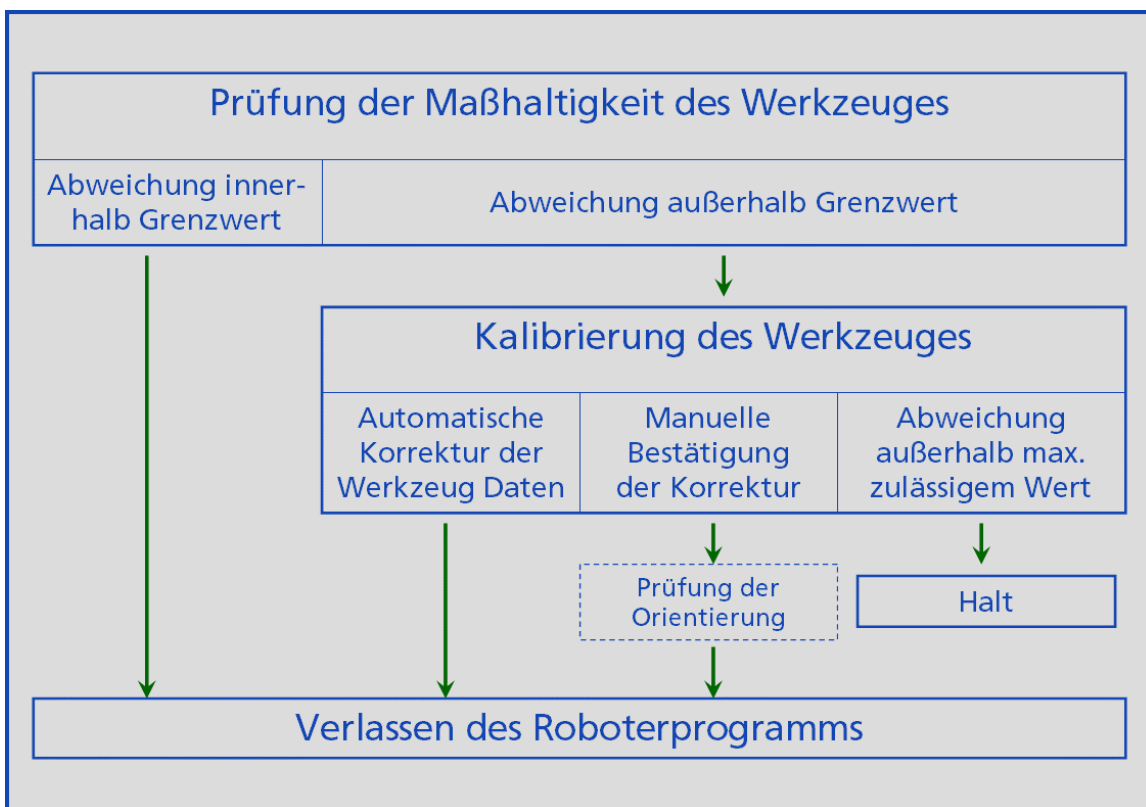 Prüfung der Maßhaltigkeit des Werkzeuges
Abweichung inner-
halb Grenzwert
Abweichung außerhalb Grenzwert
Kalibrierung des Werkzeuges
Automatische
Korrektur der
Werkzeug Daten
Manuelle
Bestätigung
der Korrektur
Abweichung
außerhalb max.
zulässigem Wert
Prüfung der
Orientierung
Halt
Verlassen des Roboterprogramms